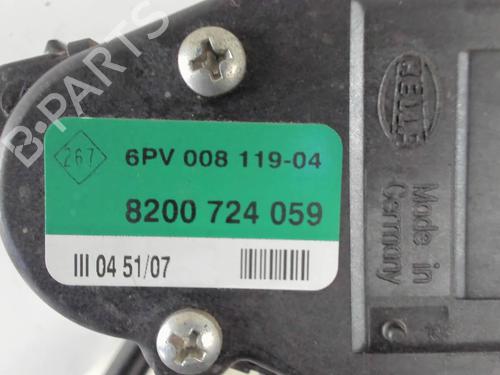 B-PARTS
HELLA
Made in
Germany
267
6PV 008 119-04
8200 724 059
III 04 51/07